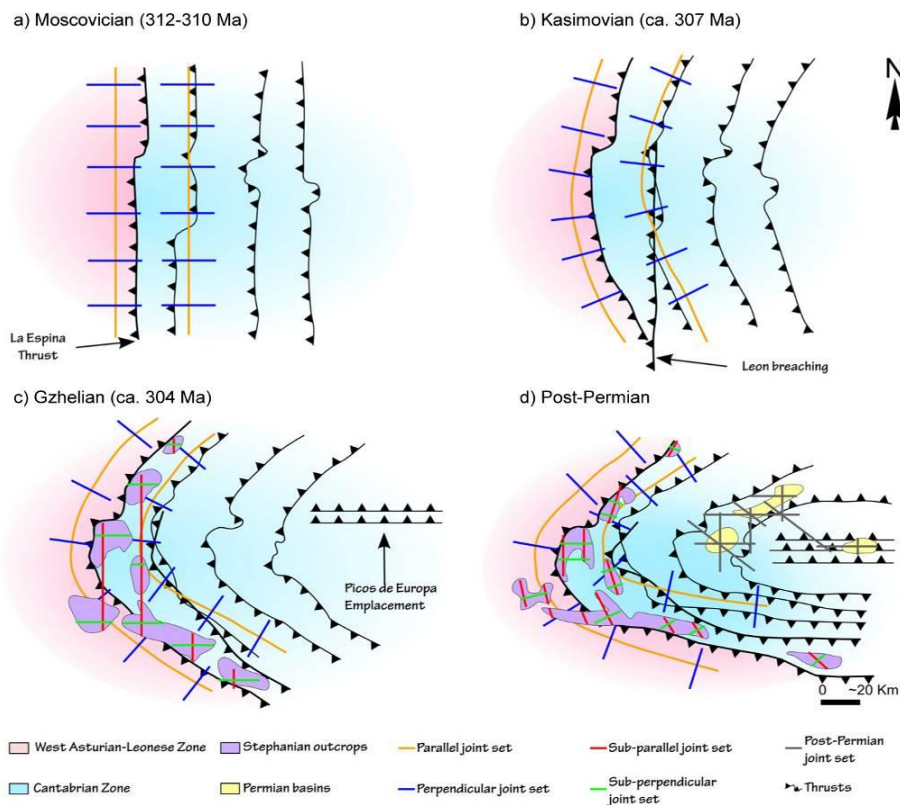 a) Moscovician (312-310 Ma)
b) Kasimovian (ca. 307 Ma)
N
La Espina
Thrust
Leon breaching
c) Gzhelian (ca. 304 Ma)
d) Post-Permian
Picos de Europa
Emplacement
0 ~20 Km
West Asturian-Leonese Zone
Stephanian outcrops
Parallel joint set
Sub-parallel joint set
Post-Permian
joint set
Cantabrian Zone
Permian basins
Perpendicular joint set
Sub-perpendicular
joint set
Thrusts